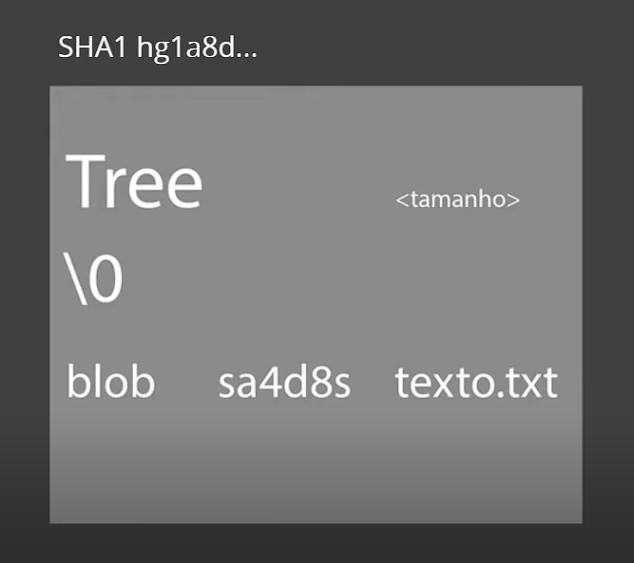 SHA1 hg1a8d...
Tree <tamanho>
\0
blob sa4d8s texto.txt